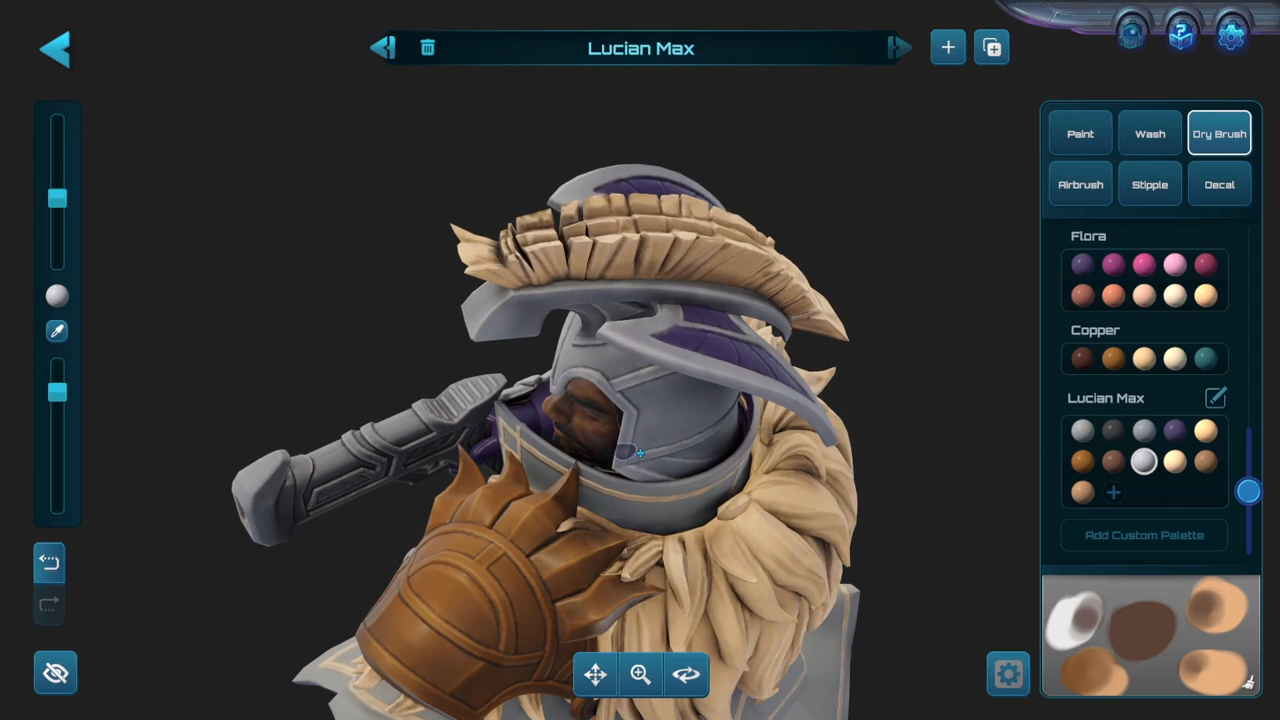 Lucian Max
Paint
Wash
Dry Brush
Airbrush
Stipple
Decal
Flora
Copper
Lucian Max
Add Custom Palette